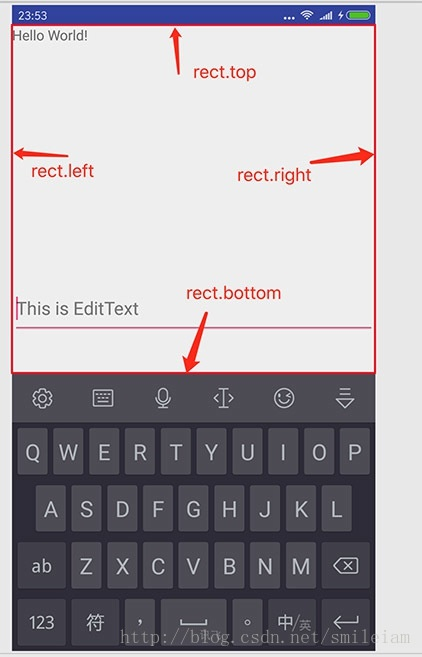 23:53
Hello World!
rect.top
rect.left
rect.right
rect.bottom
This is EditText
Q W E R T Y U I O P
A S D F G H J K L
ab Z X C V B N M
123 符 ， 。 中/英
http://blog.csdn.net/smileiam